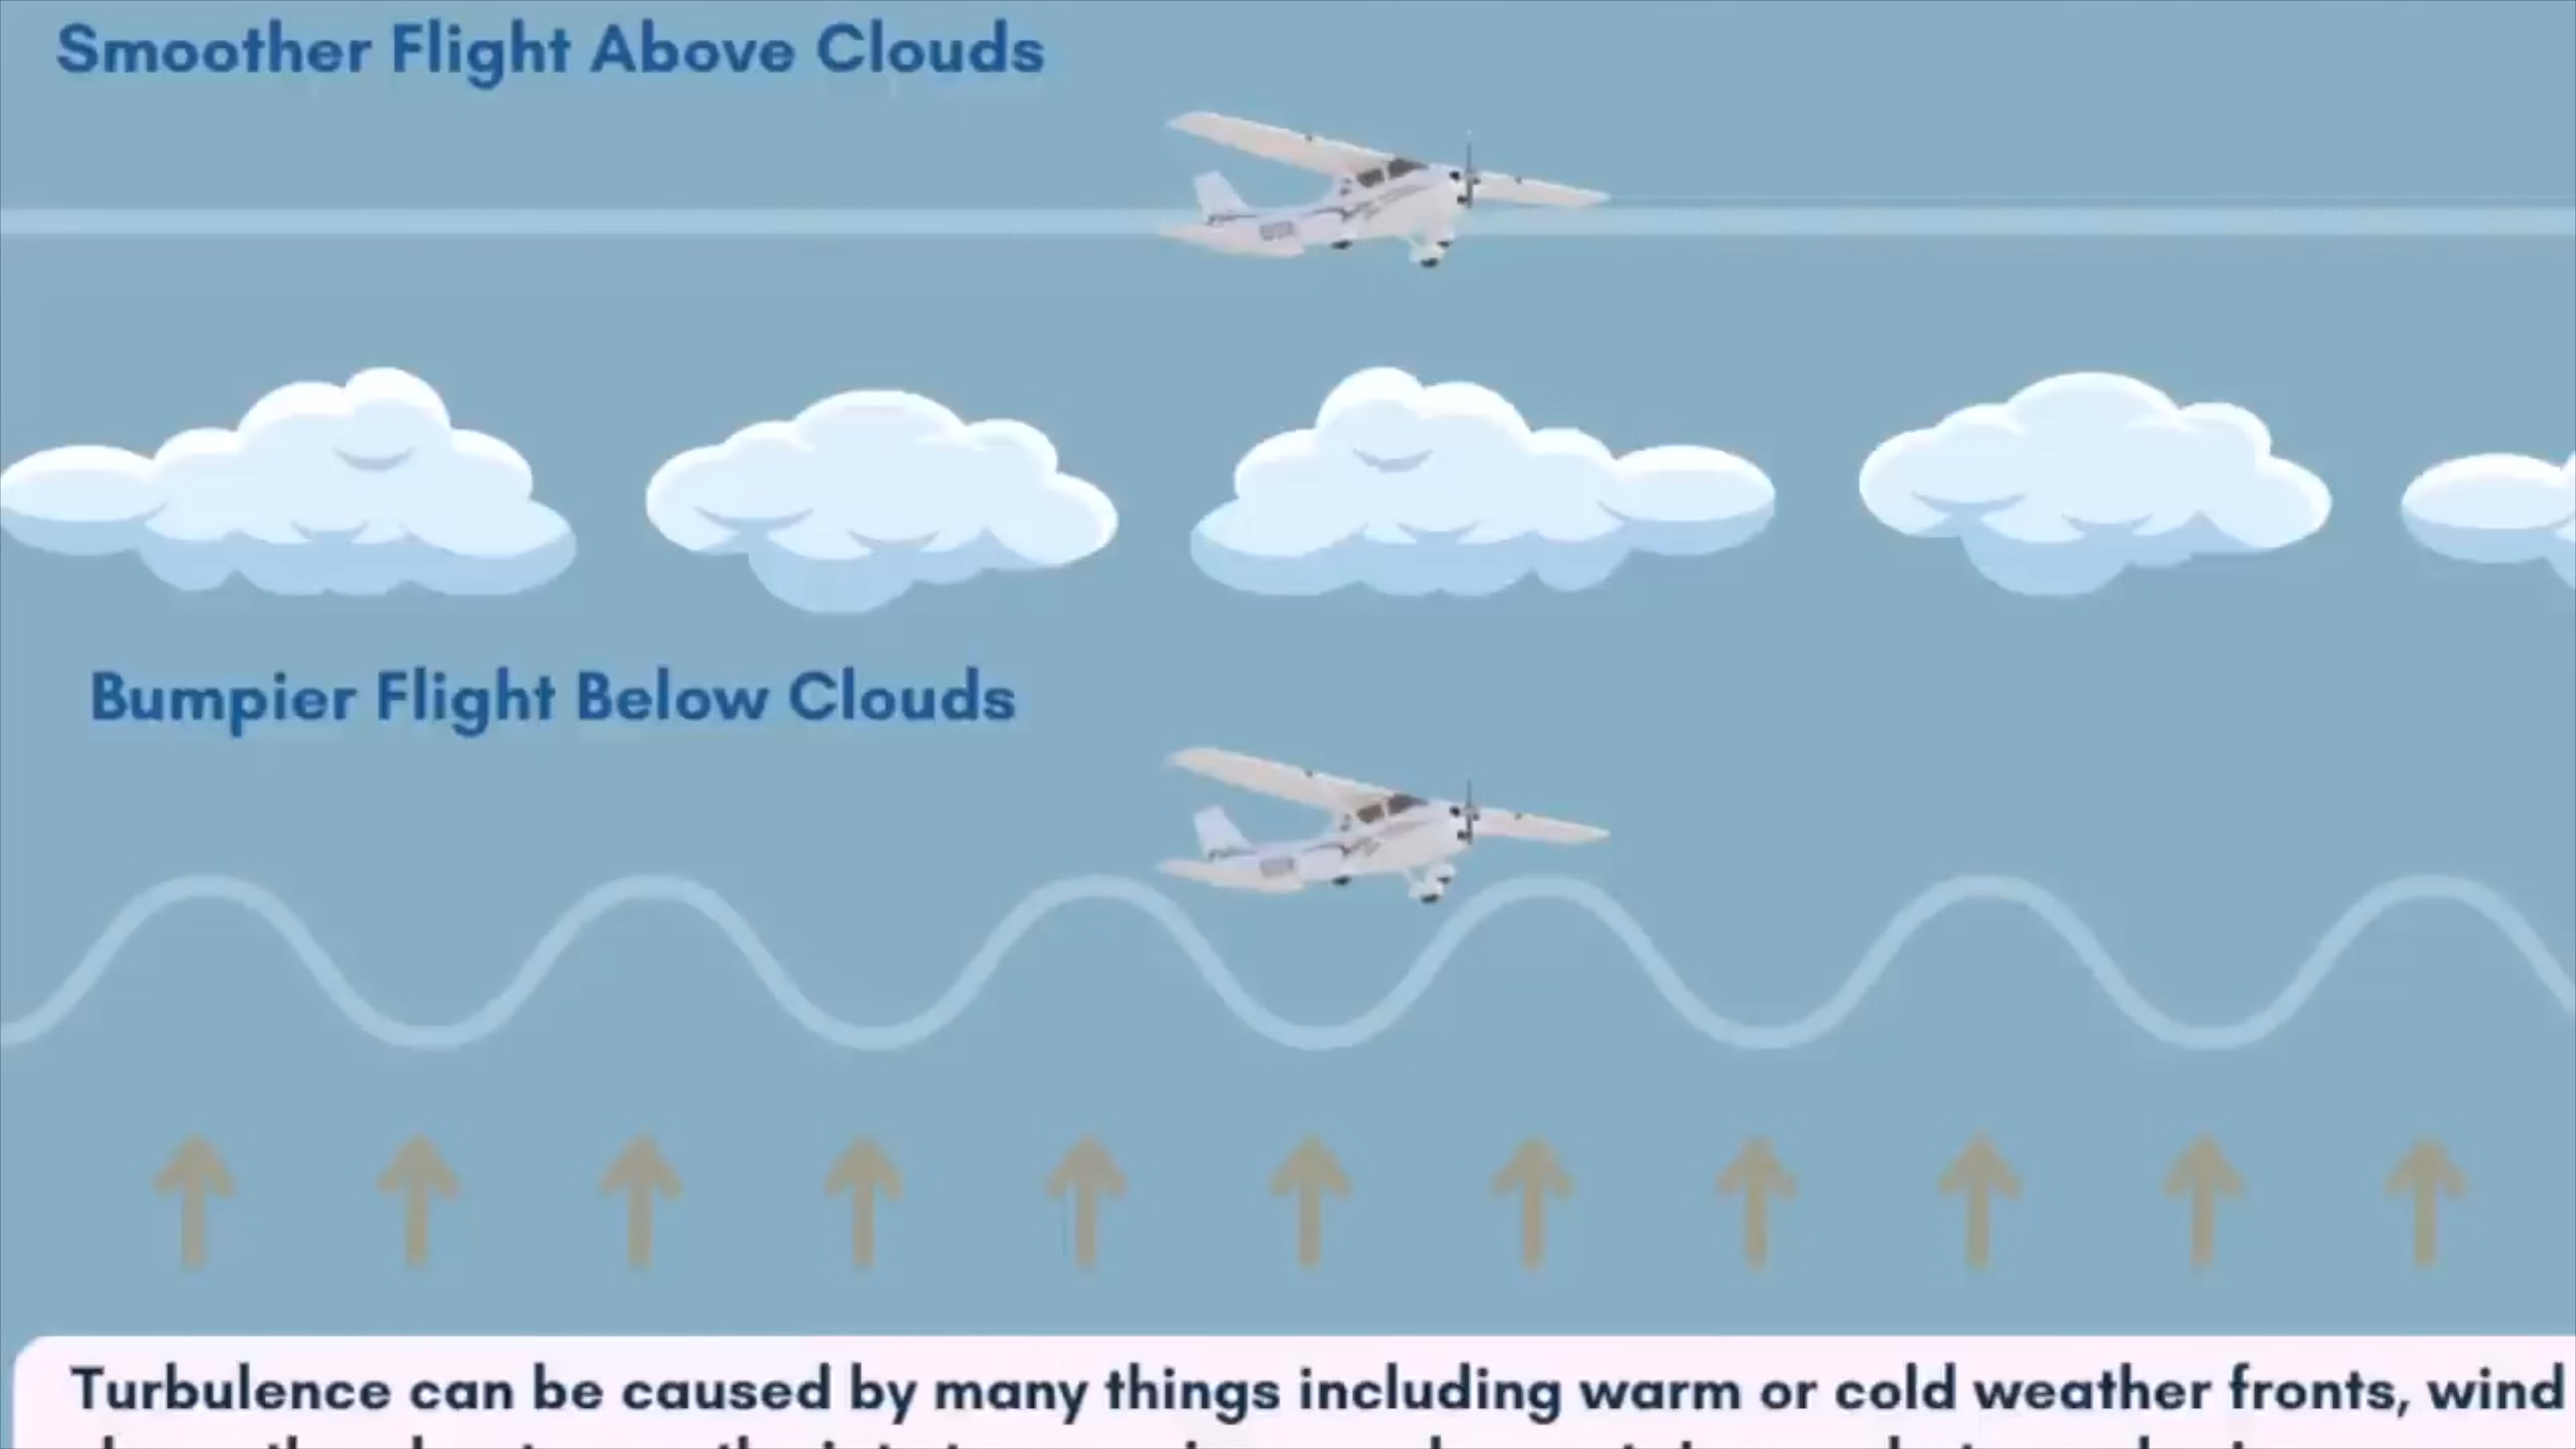 Smoother Flight Above Clouds
Bumpier Flight Below Clouds
Turbulence can be caused by many things including warm or cold weather fronts, wind